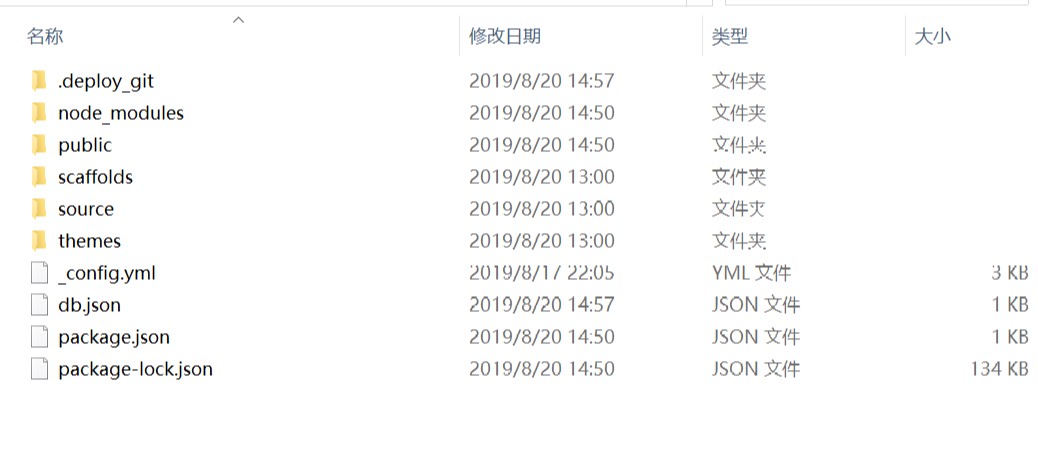 名称 修改日期 类型 大小
.deploy_git 2019/8/20 14:57 文件夹
node_modules 2019/8/20 14:50 文件夹
public 2019/8/20 14:50 文件夹
scaffolds 2019/8/20 13:00 文件夹
source 2019/8/20 13:00 文件夹
themes 2019/8/20 13:00 文件夹
_config.yml 2019/8/17 22:05 YML 文件 3 KB
db.json 2019/8/20 14:57 JSON 文件 1 KB
package.json 2019/8/20 14:50 JSON 文件 1 KB
package-lock.json 2019/8/20 14:50 JSON 文件 134 KB